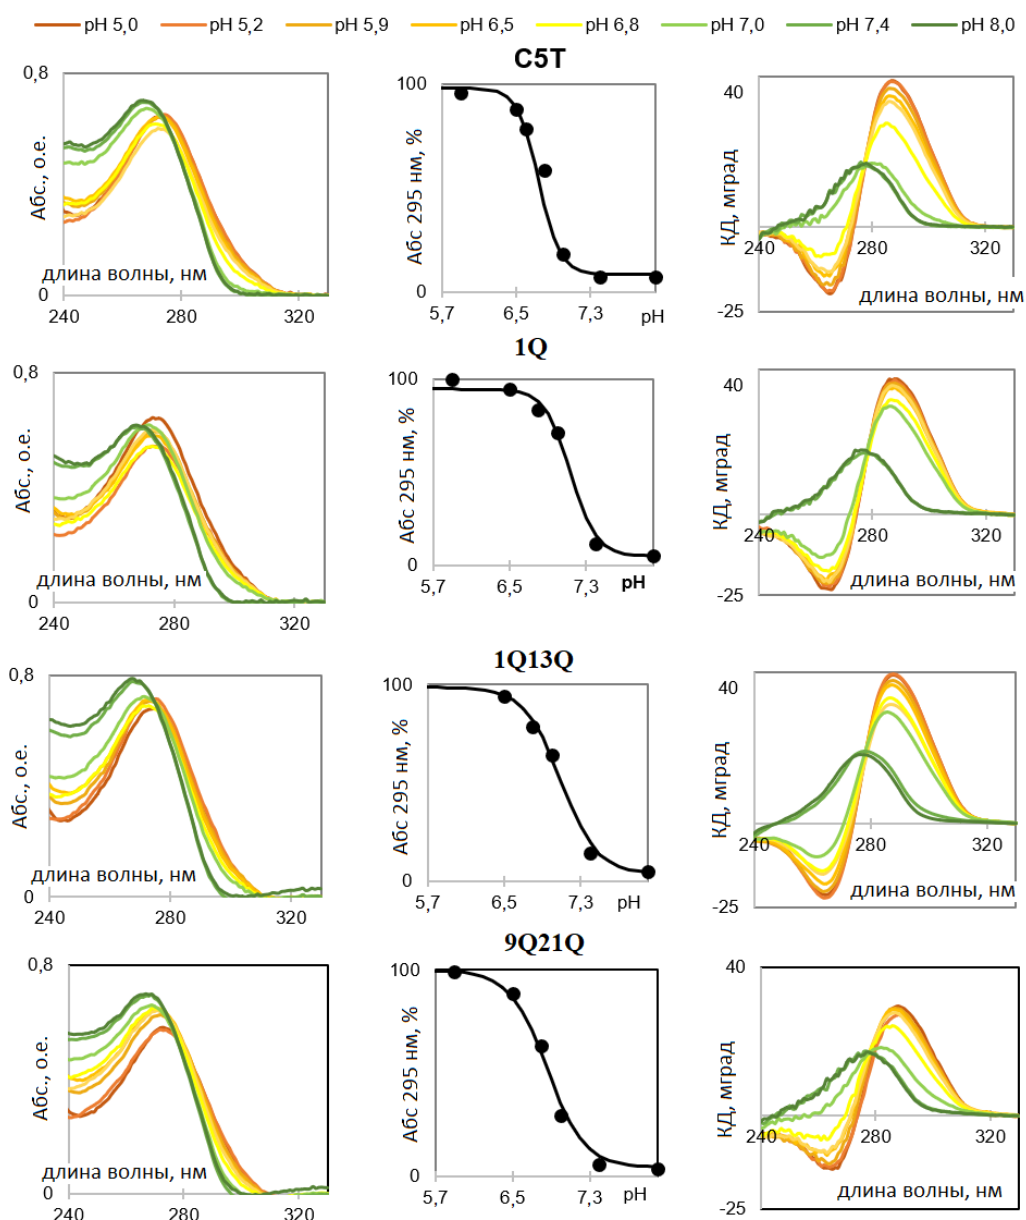 pH 5,0 pH 5,2 pH 5,9 pH 6,5 pH 6,8 pH 7,0 pH 7,4 pH 8,0
C5T
0,8
Абс., о.е.
длина волны, нм
0
240 280 320
100
Абс 295 нм, %
0
5,7 6,5 7,3 pH
40
КД, мград
240 280 320
длина волны, нм
-25
1Q
0,8
Абс., о.е.
длина волны, нм
0
240 280 320
100
Абс 295 нм, %
0
5,7 6,5 7,3 pH
40
КД, мград
240 280 320
длина волны, нм
-25
1Q13Q
0,8
Абс., о.е.
длина волны, нм
0
240 280 320
100
Абс 295 нм, %
0
5,7 6,5 7,3 pH
40
КД, мград
240 280 320
длина волны, нм
-25
9Q21Q
0,8
Абс., о.е.
длина волны, нм
0
240 280 320
100
Абс 295 нм, %
0
5,7 6,5 7,3 pH
40
КД, мград
240 280 320
длина волны, нм
-25